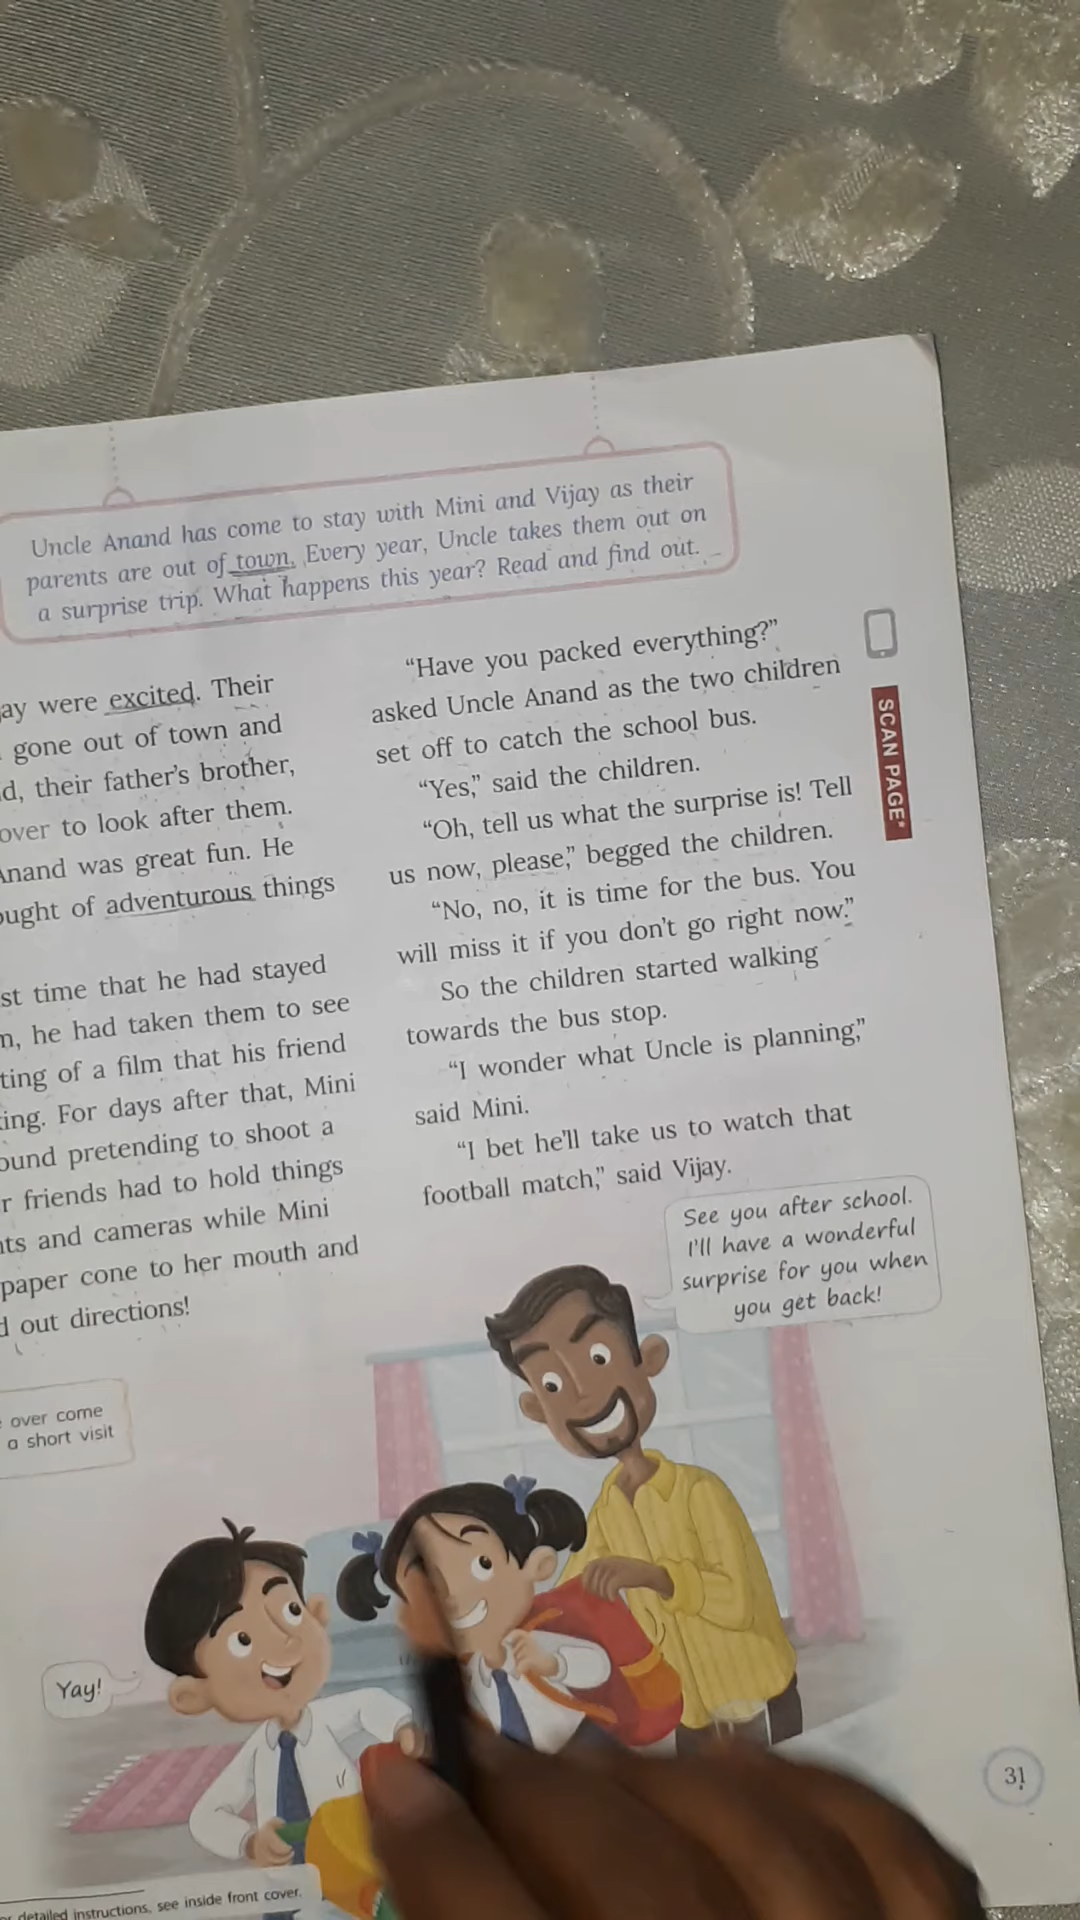 Uncle Anand has come to stay with Mini and Vijay as their
parents are out of town. Every year, Uncle takes them out on
a surprise trip. What happens this year? Read and find out.
were excited. Their
gone out of town and
their father's brother,
over to look after them.
Anand was great fun. He
of adventurous things
time that he had stayed
he had taken them to see
of a film that his friend
For days after that, Mini
pretending to shoot a
friends had to hold things
and cameras while Mini
paper cone to her mouth and
out directions!
over come
a short visit
“Have you packed everything?”
asked Uncle Anand as the two children
set off to catch the school bus.
“Yes,” said the children.
“Oh, tell us what the surprise is! Tell
us now, please,” begged the children.
“No, no, it is time for the bus. You
will miss it if you don't go right now.”
So the children started walking
towards the bus stop.
“I wonder what Uncle is planning,”
said Mini.
“I bet he'll take us to watch that
football match,” said Vijay.
SCAN PAGE*
See you after school.
I'll have a wonderful
surprise for you when
you get back!
Yay!
31
detailed instructions, see inside front cover.